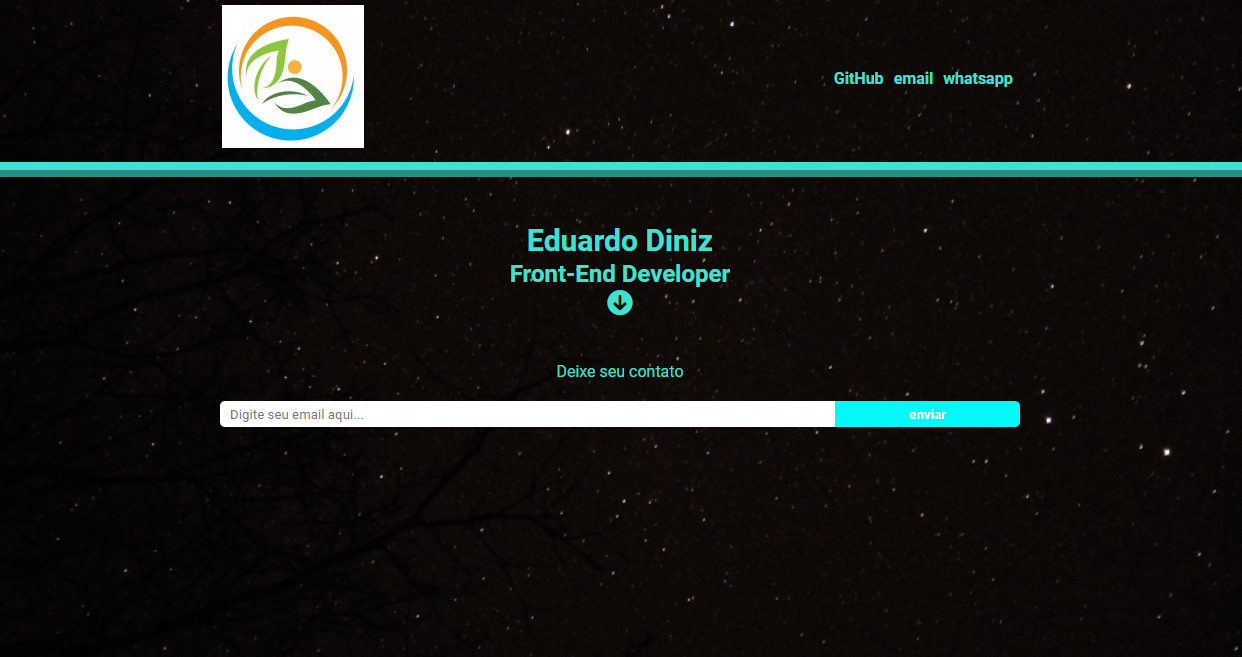 GitHub email whatsapp
Eduardo Diniz
Front-End Developer
Deixe seu contato
Digite seu email aqui...
enviar